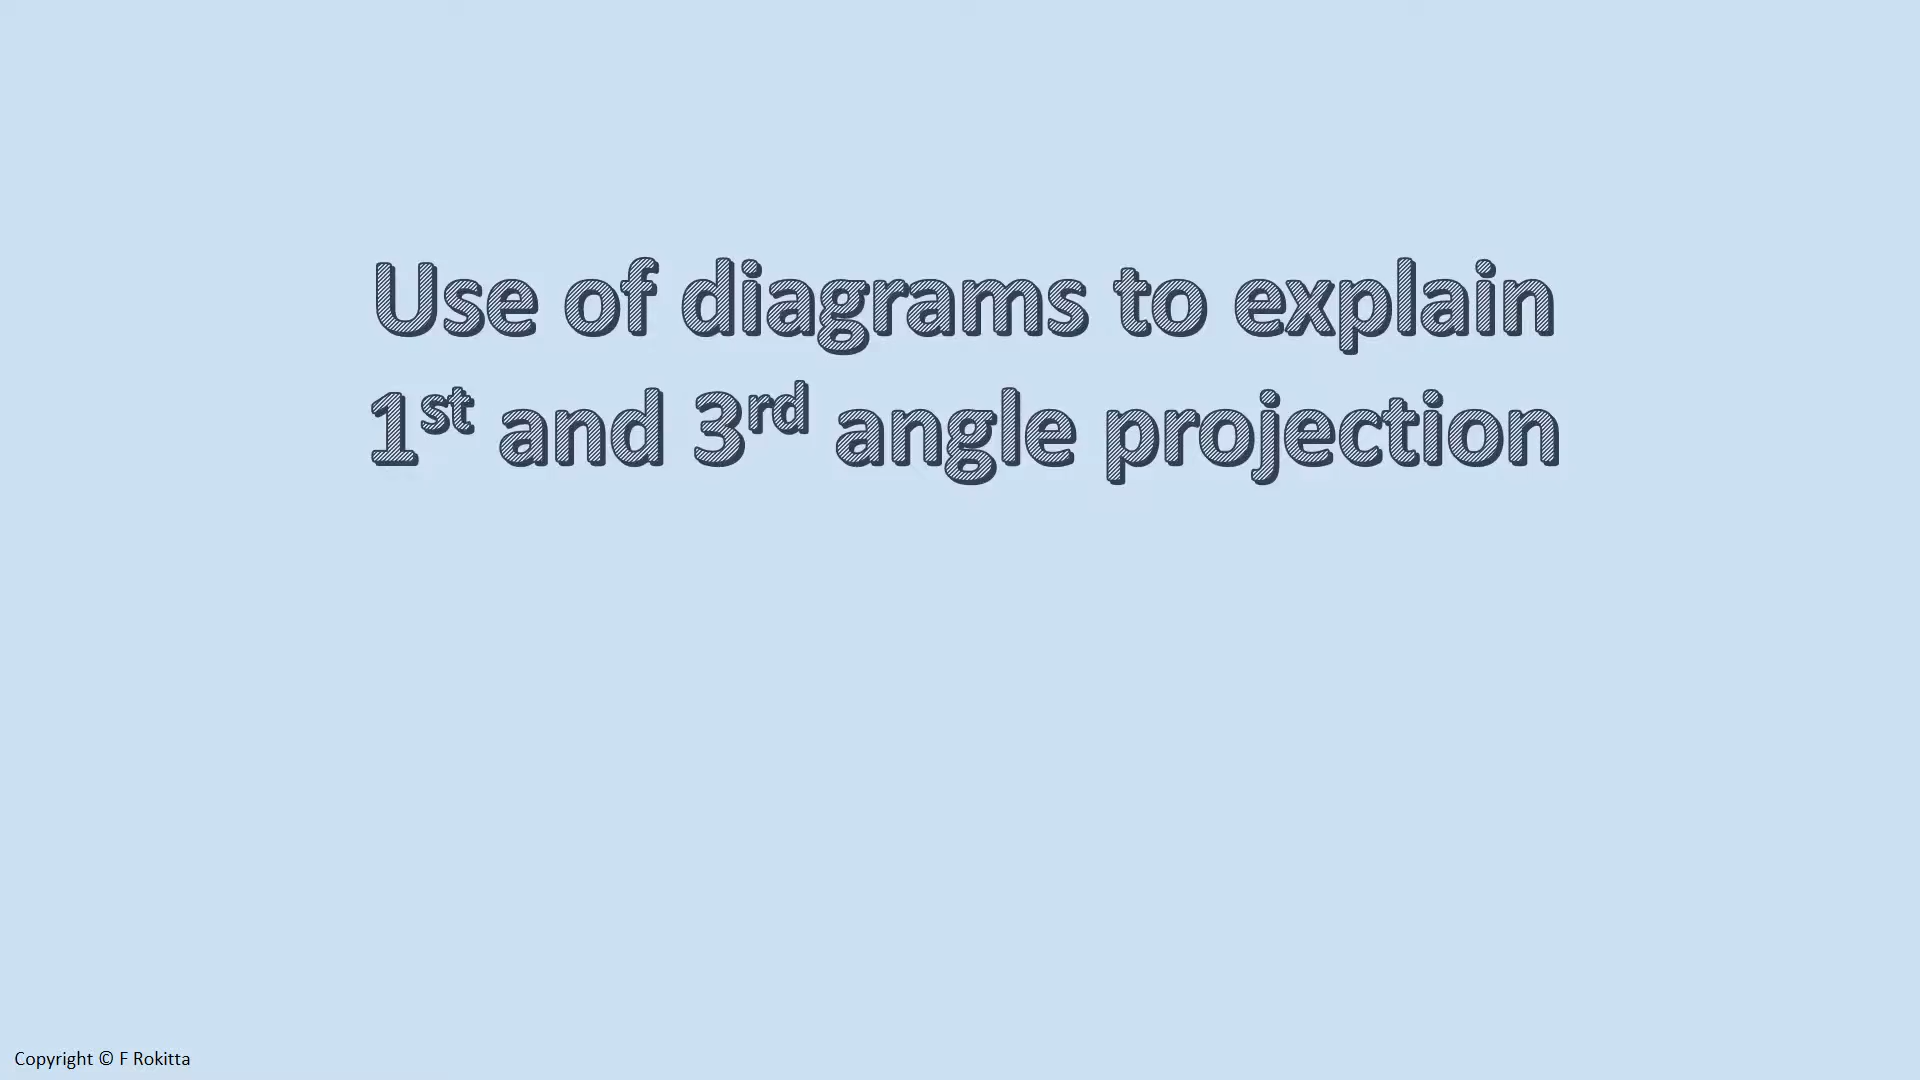 Use of diagrams to explain
1st and 3rd angle projection
Copyright © F Rokitta